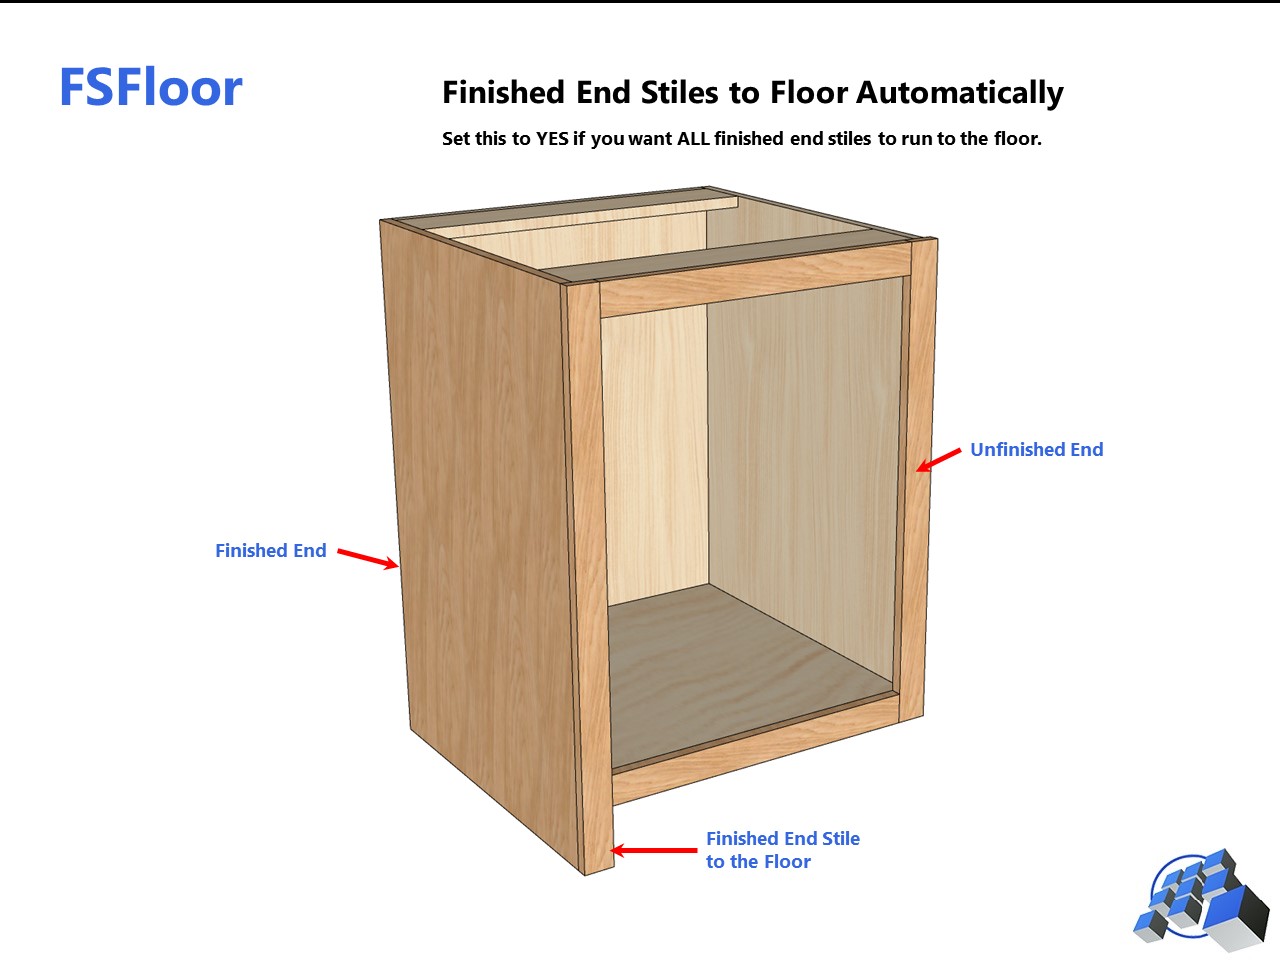 FSFloor
Finished End Stiles to Floor Automatically
Set this to YES if you want ALL finished end stiles to run to the floor.
Unfinished End
Finished End
Finished End Stile
to the Floor